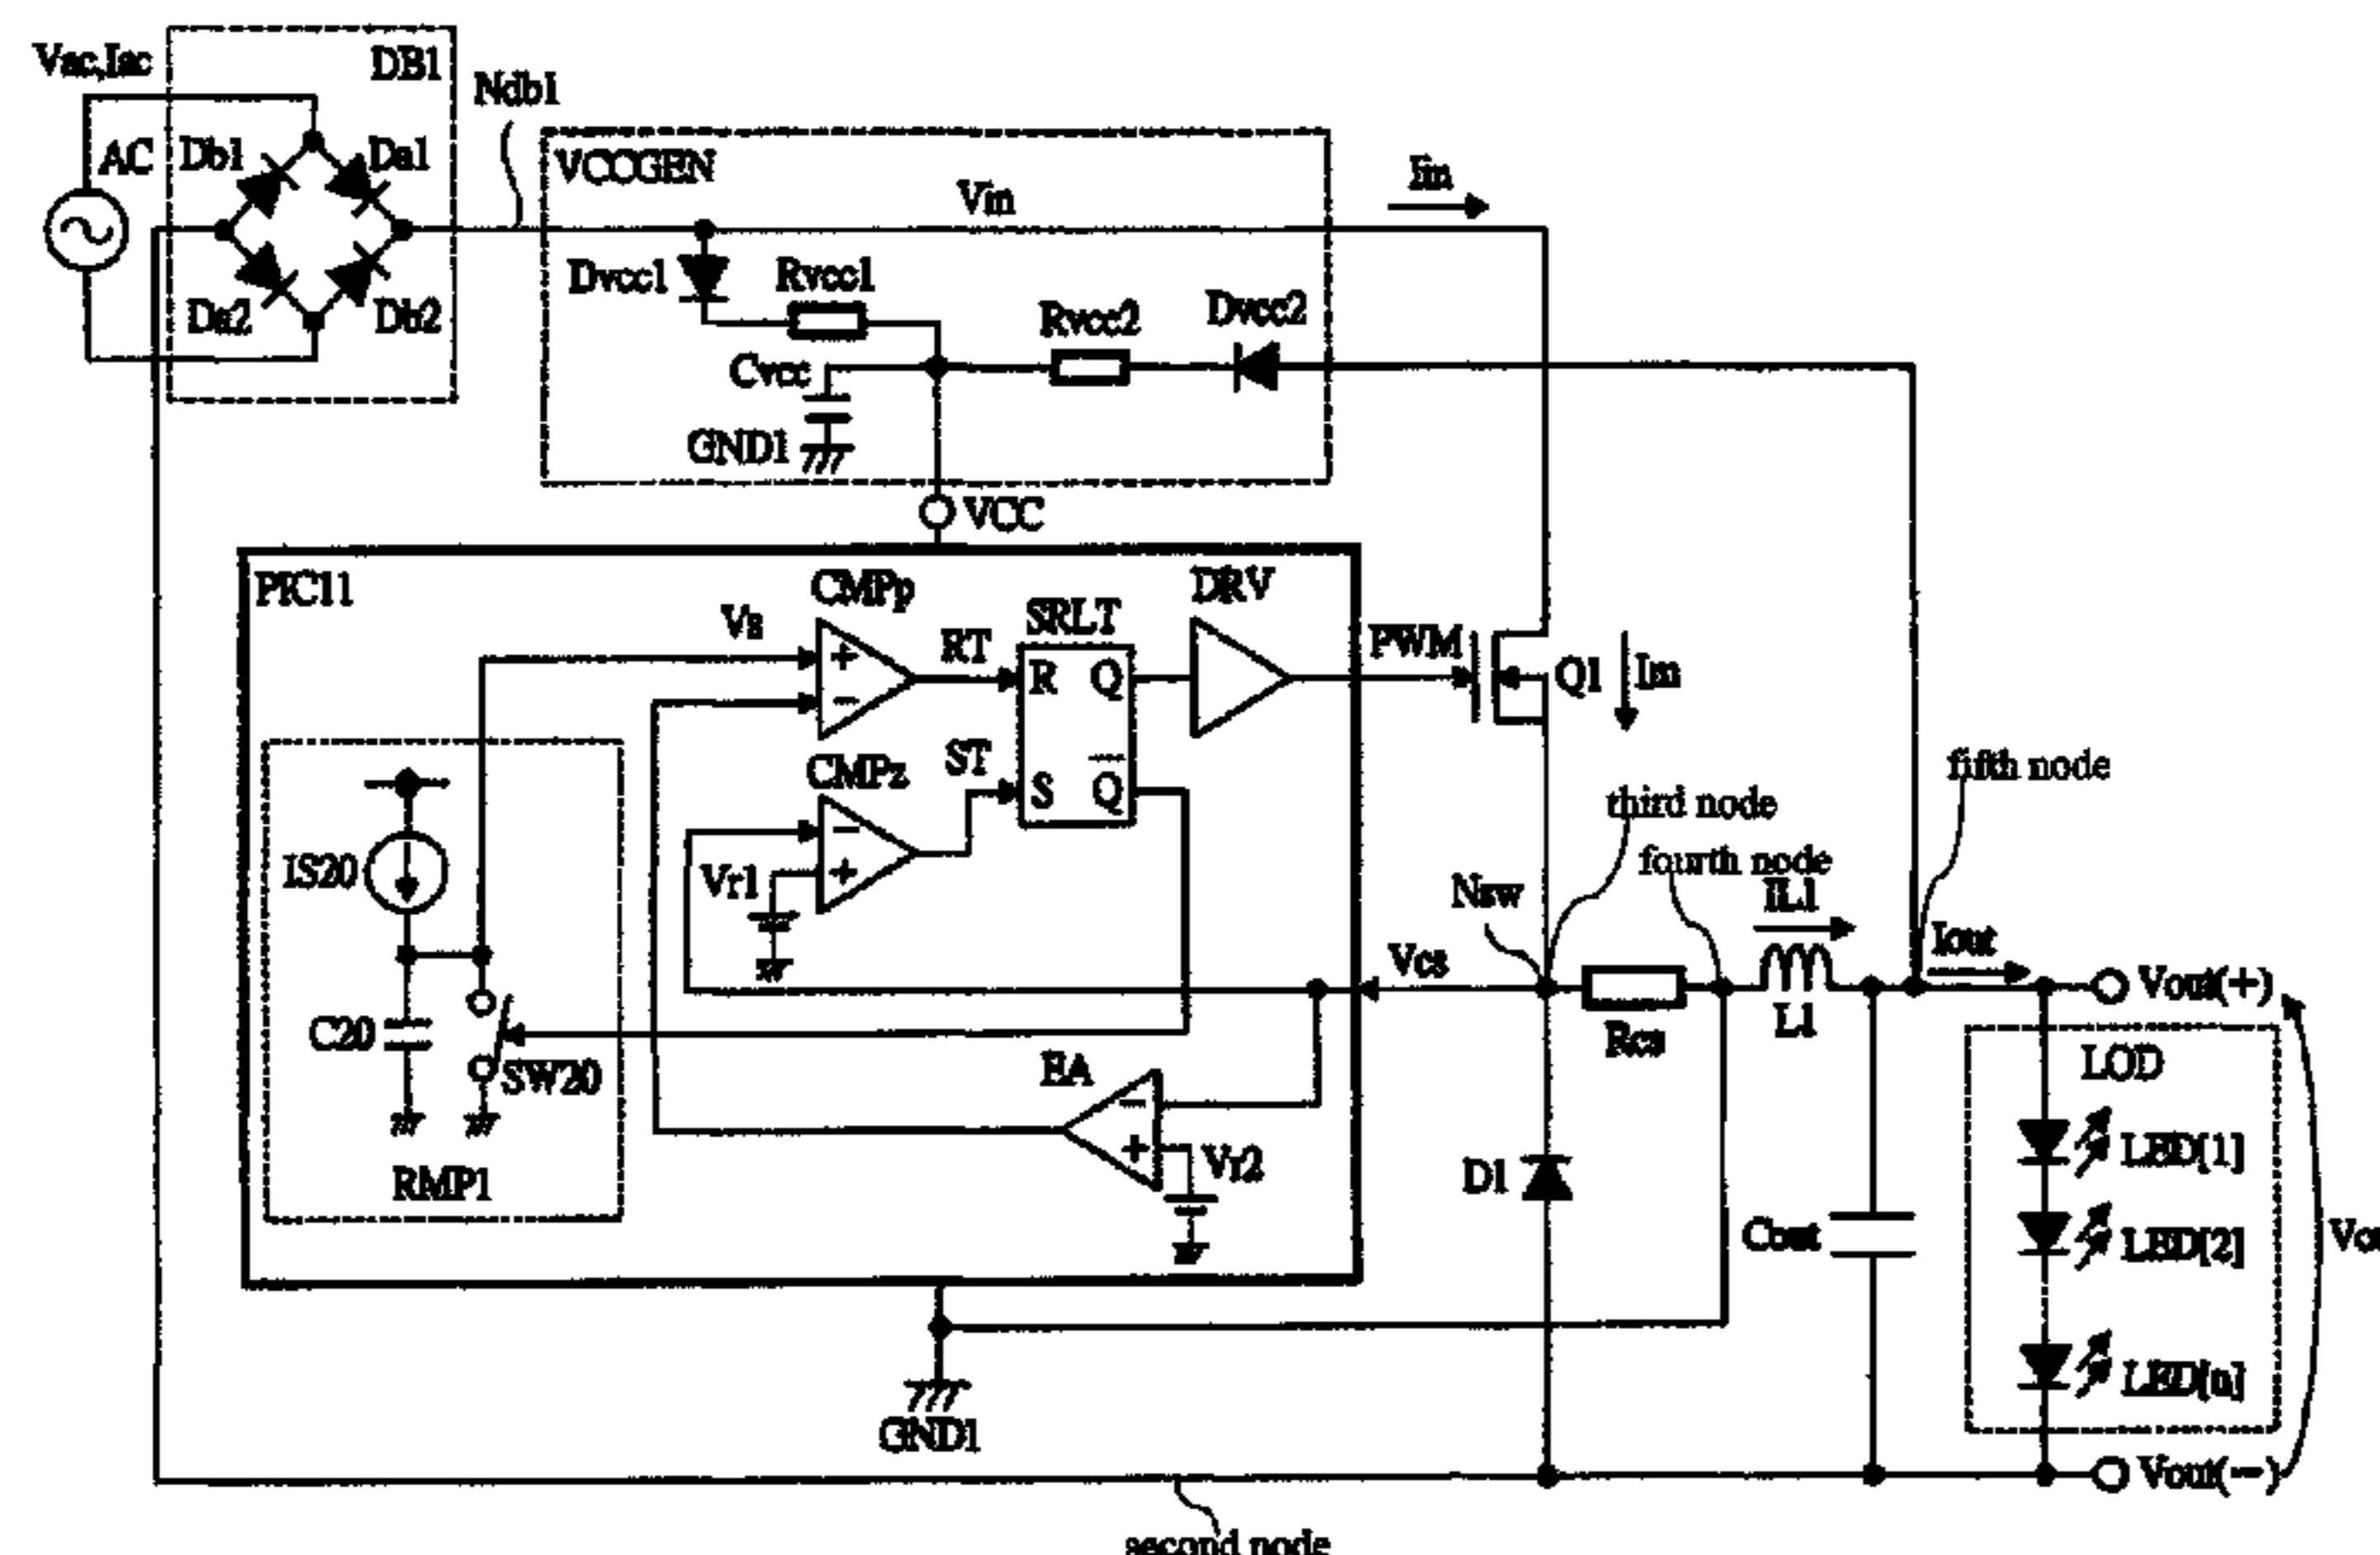 Vac,Iac
DB1
Ndb1
AC
Db1
Da1
Da2
Db2
VCCGEN
Vin
Iin
Dvcc1
Rvcc1
Rvcc2
Dvcc2
Cvcc
GND1
VCC
PIC11
CMPp
SRLT
DRV
Vs
RT
R
Q
PWM
Q1
Im
+
−
CMPz
ST
S
Q
−
+
Vr1
IS20
C20
SW20
RMP1
EA
−
+
Vr2
GND1
Vcs
Nsw
third node
fourth node
fifth node
IL1
Iout
Rcs
L1
Vout(+)
LOD
D1
Cout
LED[1]
LED[2]
LED[n]
Vout(−)
second node